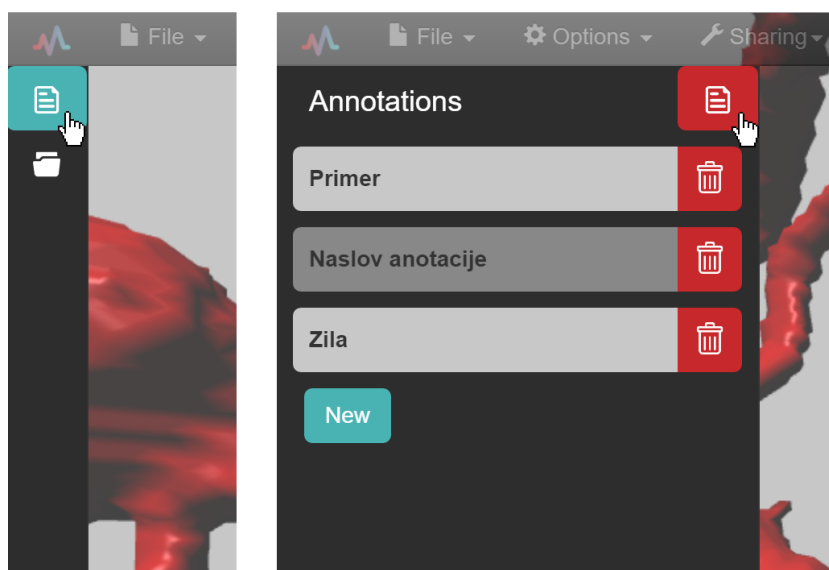 File
File Options Sharing
Annotations
Primer
Naslov anotacije
Zila
New